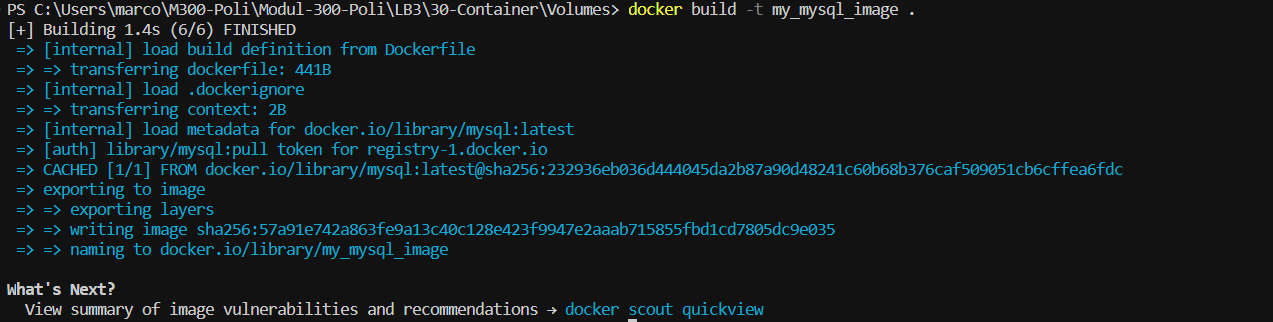 PS C:\Users\marco\M300-Poli\Modul-300-Poli\LB3\30-Container\Volumes> docker build -t my_mysql_image .
[+] Building 1.4s (6/6) FINISHED
=> [internal] load build definition from Dockerfile
=> => transferring dockerfile: 441B
=> [internal] load .dockerignore
=> => transferring context: 2B
=> [internal] load metadata for docker.io/library/mysql:latest
=> [auth] library/mysql:pull token for registry-1.docker.io
=> CACHED [1/1] FROM docker.io/library/mysql:latest@sha256:232936eb036d444045da2b87a90d48241c60b68b376caf509051cb6cffea6fdc
=> exporting to image
=> => exporting layers
=> => writing image sha256:57a91e742a863fe9a13c40c128e423f9947e2aaab715855fbd1cd7805dc9e035
=> => naming to docker.io/library/my_mysql_image
What's Next?
View summary of image vulnerabilities and recommendations → docker scout quickview